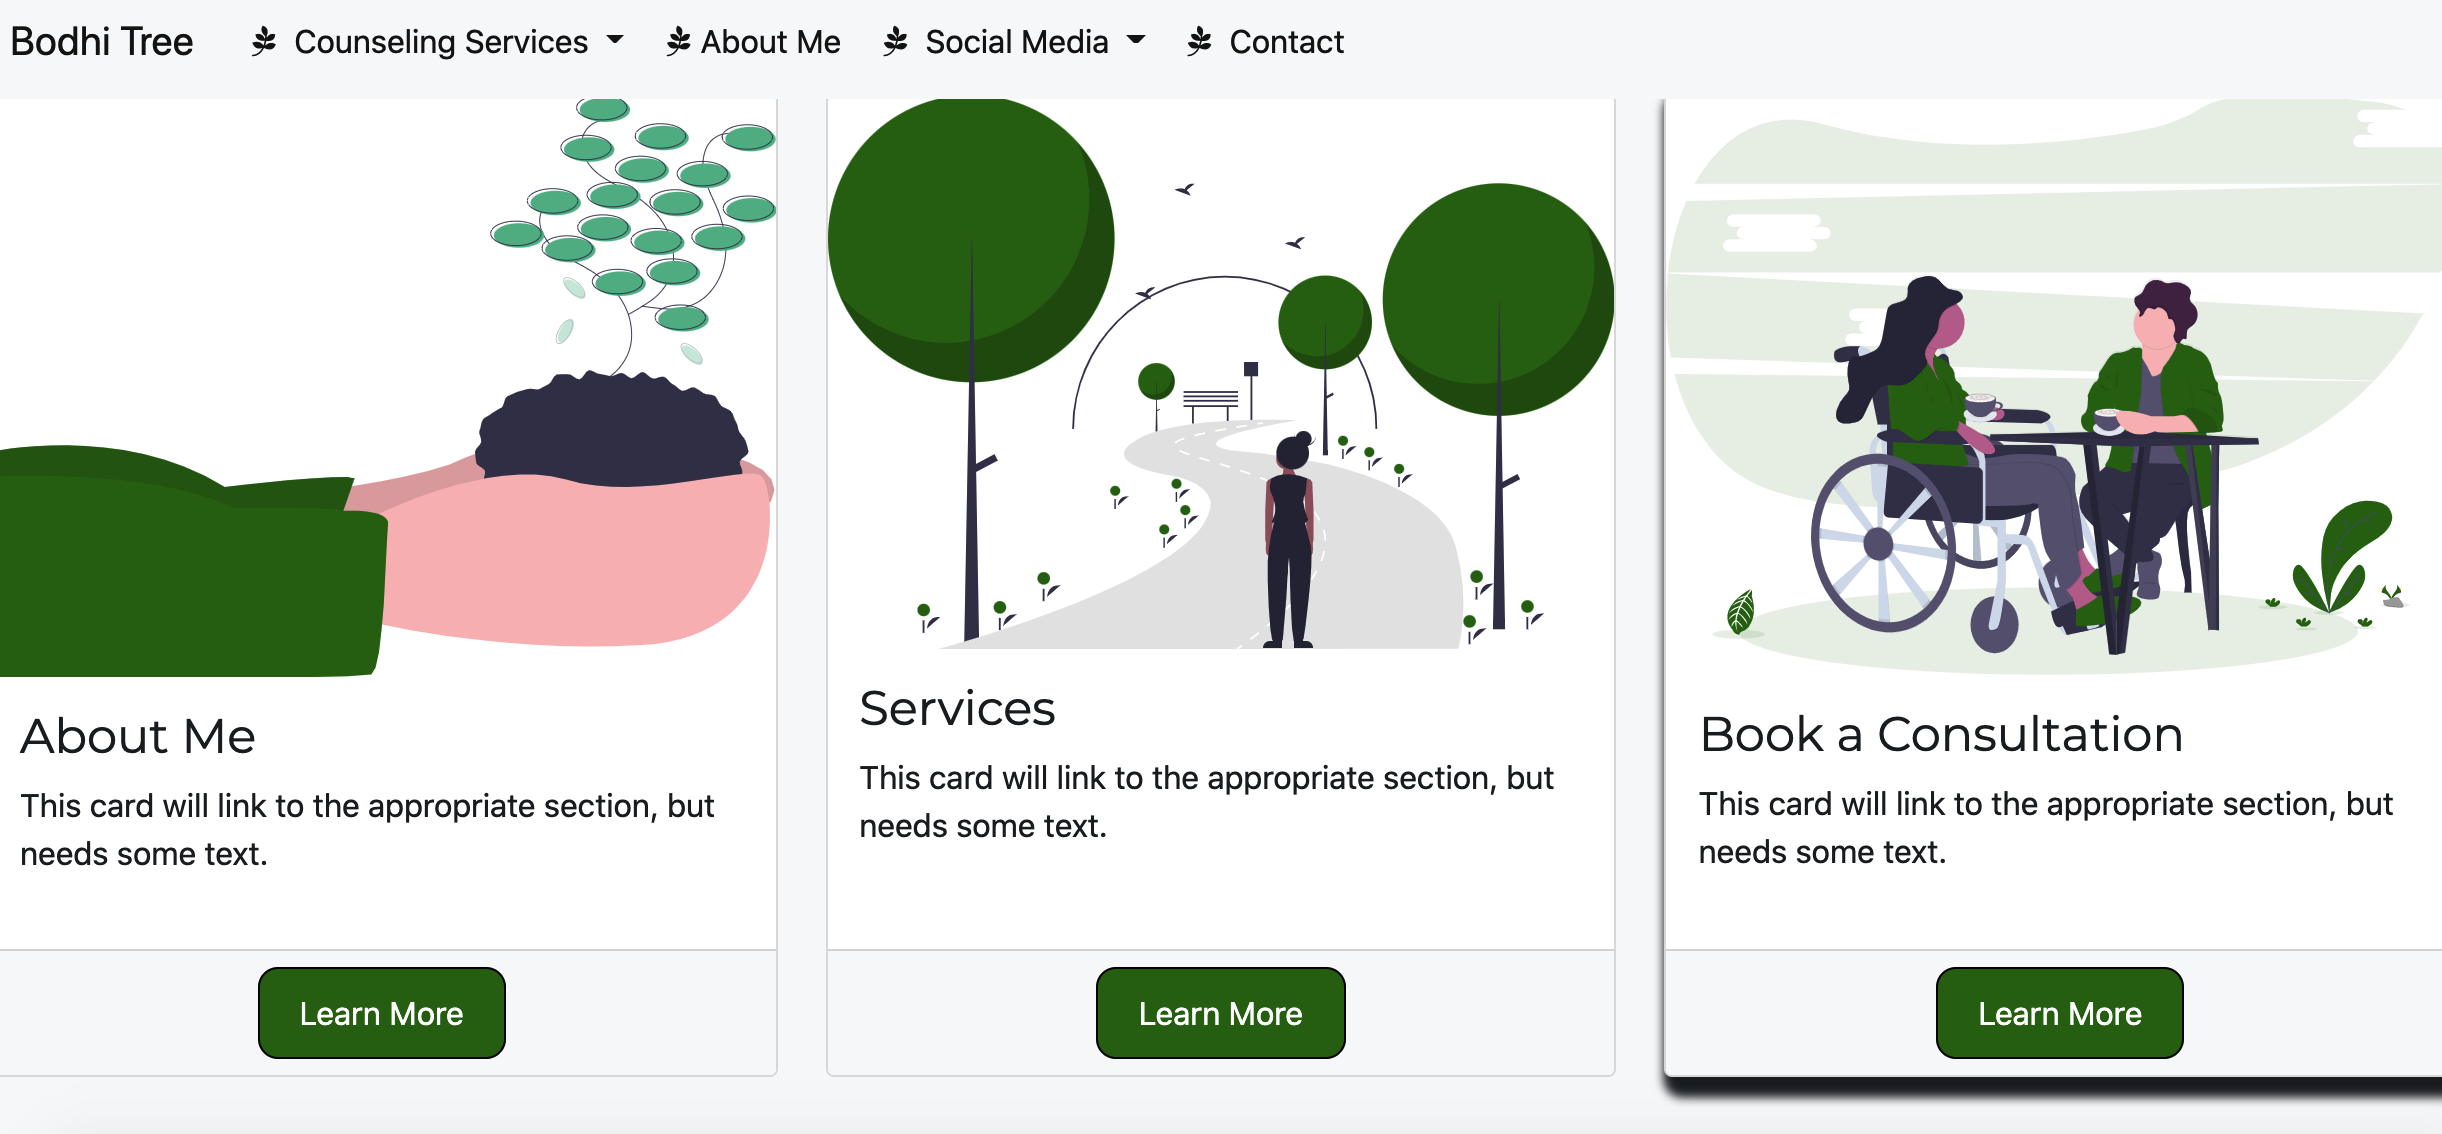 Bodhi Tree Counseling Services About Me Social Media Contact
About Me
This card will link to the appropriate section, but
needs some text.
Learn More
Services
This card will link to the appropriate section, but
needs some text.
Learn More
Book a Consultation
This card will link to the appropriate section, but
needs some text.
Learn More